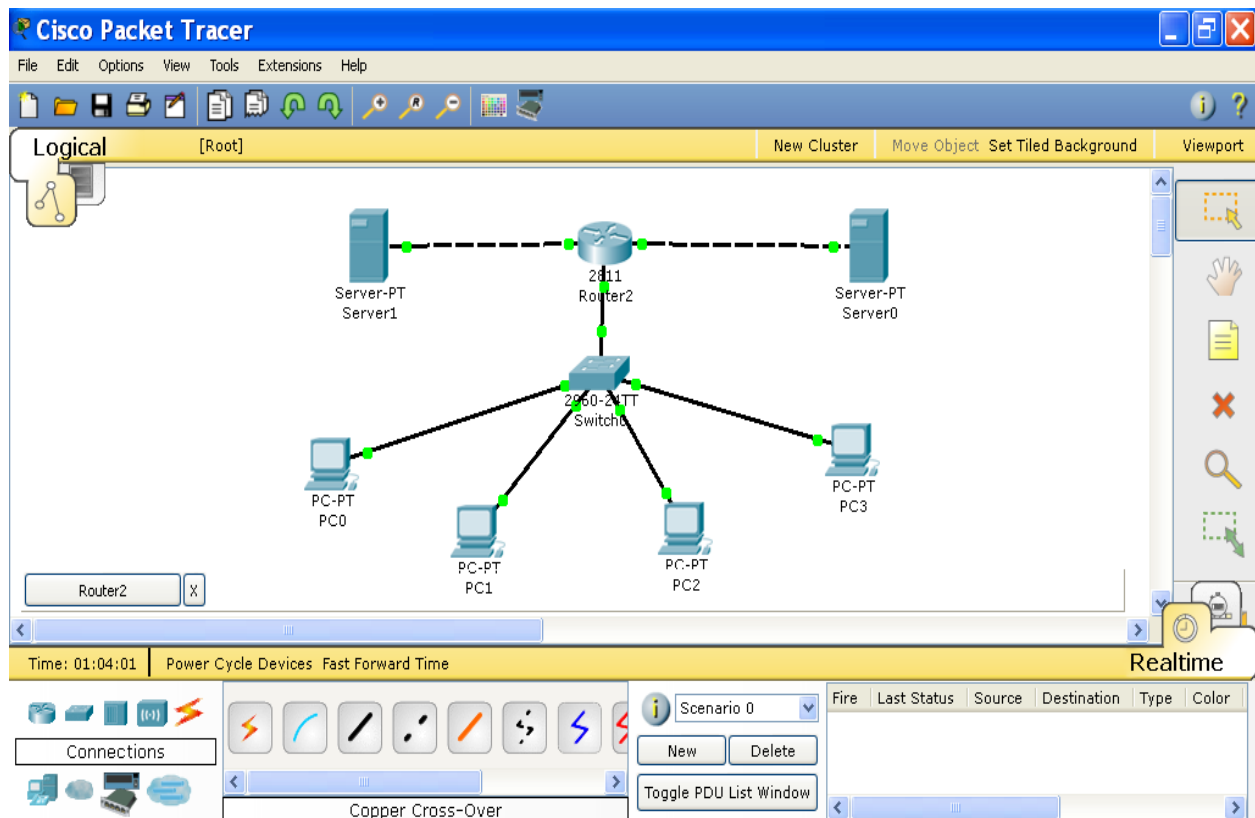 Cisco Packet Tracer
File Edit Options View Tools Extensions Help
Logical [Root] New Cluster Move Object Set Tiled Background Viewport
2811
Router2
Server-PT
Server1
Server-PT
Server0
2960-24TT
Switch0
PC-PT
PC0
PC-PT
PC1
PC-PT
PC2
PC-PT
PC3
Router2 X
Time: 01:04:01 Power Cycle Devices Fast Forward Time Realtime
Connections
Copper Cross-Over
Scenario 0
New Delete
Toggle PDU List Window
Fire Last Status Source Destination Type Color